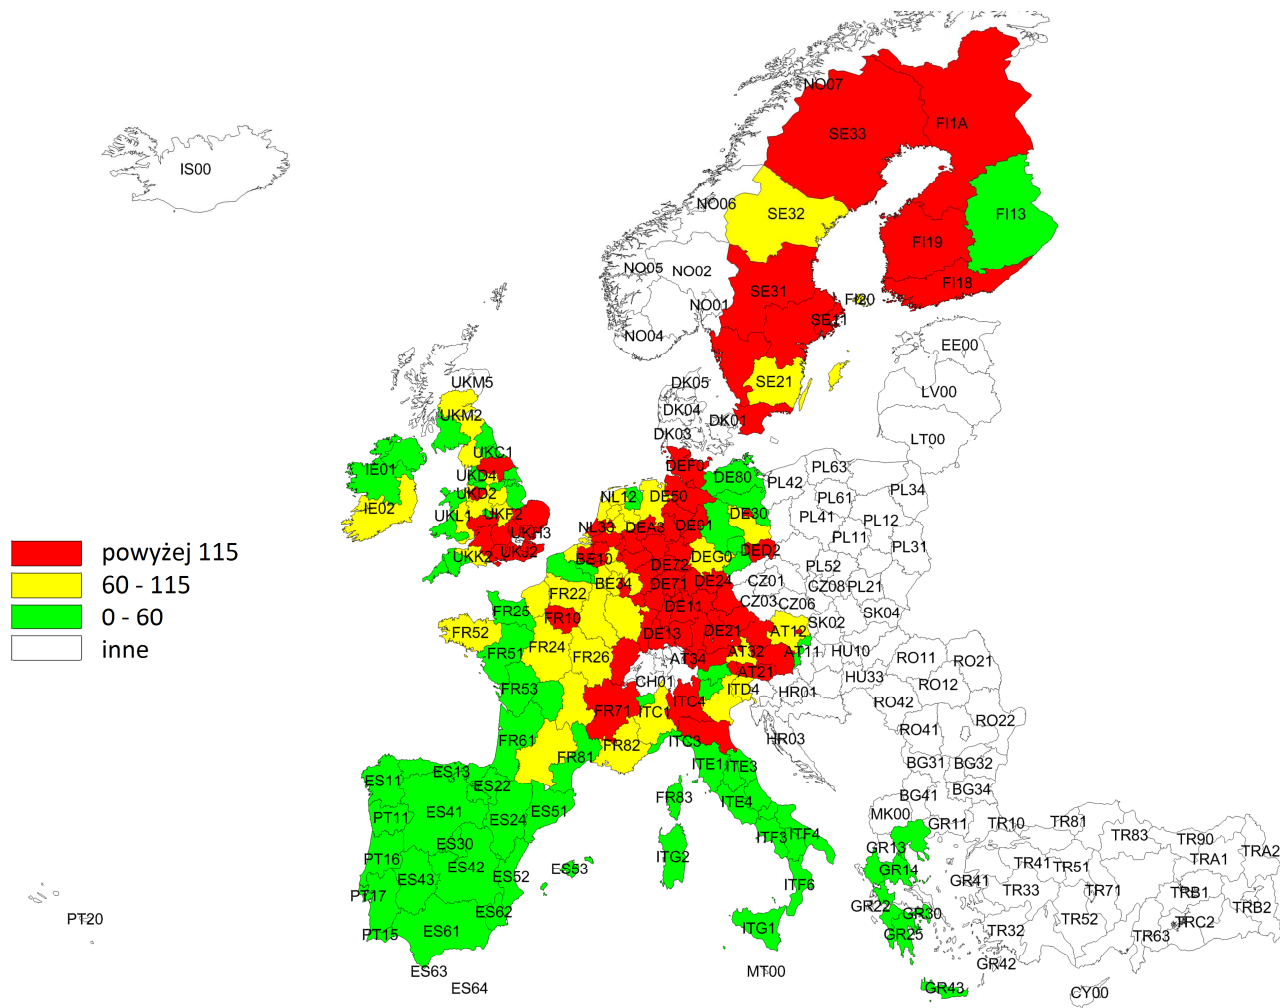 NO07
SE33
FI1A
IS00
NO06
SE32
FI13
FI19
NO05
NO02
FI18
SE31
NO01
FI20
SE11
NO04
EE00
UKM5
DK05
SE21
LV00
UKM2
DK04
DK01
DK03
LT00
UKC1
IE01
UKD4
DEF0
DE80
PL63
PL42
UKD2
NL12
DE50
PL61
PL34
IE02
UKL1
UKF2
DE30
PL41
PL12
UKH3
NL33
DEA3
DE91
PL11
PL31
powyżej 115
UKK2
UKJ2
BE10
DEG0
DED2
DE72
PL52
60 - 115
BE34
DE71
DE24
CZ01
CZ08
PL21
FR22
CZ03
CZ06
0 - 60
FR25
FR10
DE11
SK04
SK02
FR52
DE13
DE21
AT12
inne
FR24
FR51
FR26
AT32
AT11
HU10
AT34
RO11
RO21
AT21
HU33
CH01
RO12
FR53
ITD4
HR01
RO42
FR71
ITC1
ITC4
RO22
RO41
FR61
ITC3
HR03
FR82
FR81
ITE1
ITE3
BG31
BG32
ES11
ES13
ES22
BG34
FR83
ITE4
BG41
ES41
ES51
MK00
PT11
ES24
GR11
TR10
TR81
TR83
TR90
ITF3
ITF4
ES30
GR13
TRA2
PT16
ITG2
TR41
TR51
TRA1
ES42
ES53
GR14
ES43
ES52
ITF6
GR41
TR33
TR71
TRB1
PT17
GR22
TRB2
ES62
GR30
PT20
TR52
TRC2
ES61
ITG1
TR32
PT15
GR25
TR63
ES63
MT00
GR42
ES64
GR43
CY00